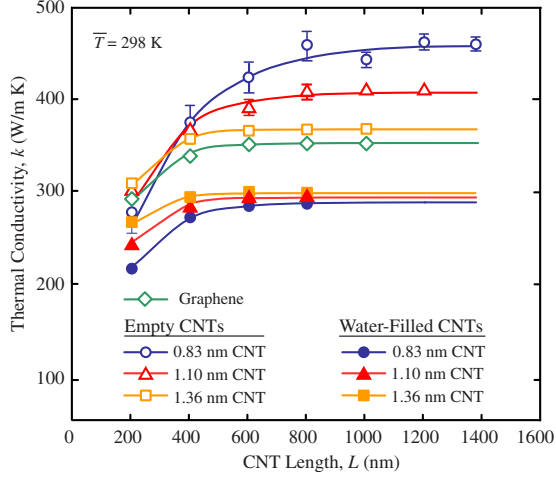 500
400
300
200
100
Thermal Conductivity, k (W/m K)
T̅ = 298 K
Graphene
Empty CNTs
Water-Filled CNTs
0.83 nm CNT
0.83 nm CNT
1.10 nm CNT
1.10 nm CNT
1.36 nm CNT
1.36 nm CNT
0 200 400 600 800 1000 1200 1400 1600
CNT Length, L (nm)